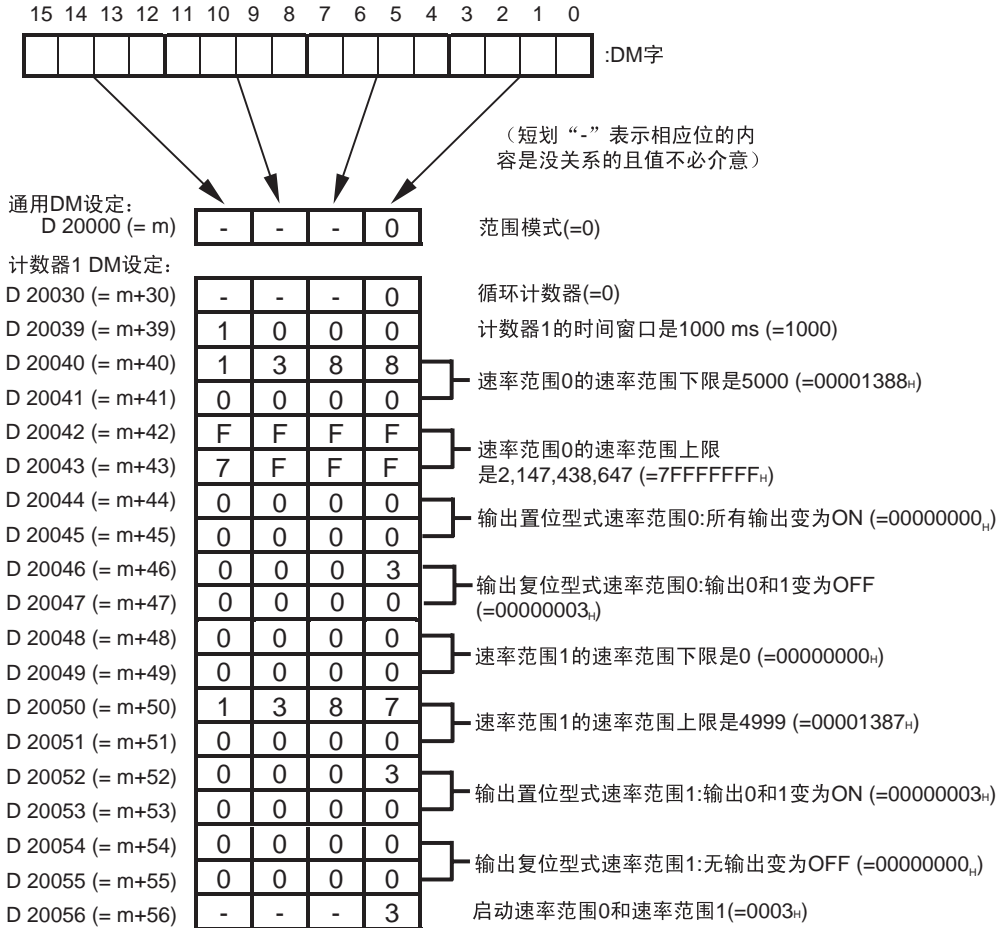 15 14 13 12 11 10 9 8 7 6 5 4 3 2 1 0
:DM字
（短划“-”表示相应位的内
容是没关系的且值不必介意）
通用DM设定：
D 20000 (= m) - - - 0 范围模式(=0)
计数器1 DM设定：
D 20030 (= m+30) - - - 0 循环计数器(=0)
D 20039 (= m+39) 1 0 0 0 计数器1的时间窗口是1000 ms (=1000)
D 20040 (= m+40) 1 3 8 8
速率范围0的速率范围下限是5000 (=00001388H)
D 20041 (= m+41) 0 0 0 0
D 20042 (= m+42) F F F F
速率范围0的速率范围上限
D 20043 (= m+43) 7 F F F
是2,147,438,647 (=7FFFFFFFH)
D 20044 (= m+44) 0 0 0 0
输出置位型式速率范围0:所有输出变为ON (=00000000H)
D 20045 (= m+45) 0 0 0 0
D 20046 (= m+46) 0 0 0 3
输出复位型式速率范围0:输出0和1变为OFF
D 20047 (= m+47) 0 0 0 0
(=00000003H)
D 20048 (= m+48) 0 0 0 0
速率范围1的速率范围下限是0 (=00000000H)
D 20049 (= m+49) 0 0 0 0
D 20050 (= m+50) 1 3 8 7
速率范围1的速率范围上限是4999 (=00001387H)
D 20051 (= m+51) 0 0 0 0
D 20052 (= m+52) 0 0 0 3
输出置位型式速率范围1:输出0和1变为ON (=00000003H)
D 20053 (= m+53) 0 0 0 0
D 20054 (= m+54) 0 0 0 0
输出复位型式速率范围1:无输出变为OFF (=00000000H)
D 20055 (= m+55) 0 0 0 0
D 20056 (= m+56) - - - 3 启动速率范围0和速率范围1(=0003H)